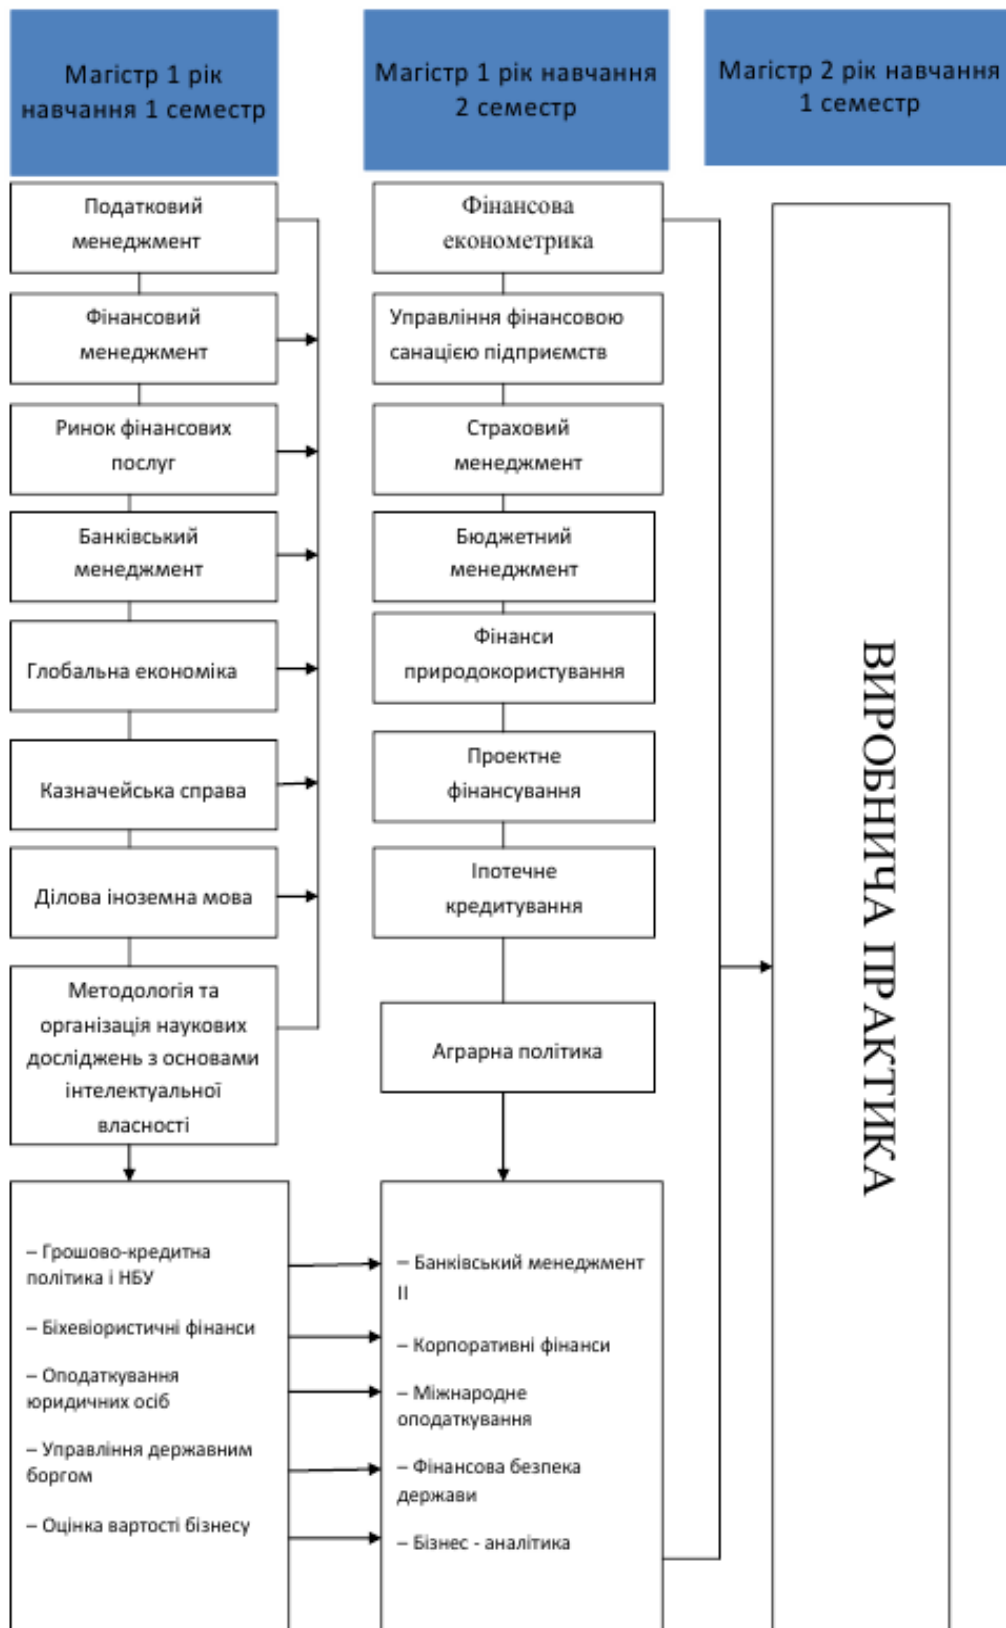 Магістр 1 рік
навчання 1 семестр
Магістр 1 рік навчання
2 семестр
Магістр 2 рік навчання
1 семестр
Податковий
менеджмент
Фінансовий
менеджмент
Ринок фінансових
послуг
Банківський
менеджмент
Глобальна економіка
Казначейська справа
Ділова іноземна мова
Методологія та
організація наукових
досліджень з основами
інтелектуальної
власності
– Грошово-кредитна
політика і НБУ
– Біхевіористичні фінанси
– Оподаткування
юридичних осіб
– Управління державним
боргом
– Оцінка вартості бізнесу
Фінансова
економетрика
Управління фінансовою
санацією підприємств
Страховий
менеджмент
Бюджетний
менеджмент
Фінанси
природокористування
Проектне
фінансування
Іпотечне
кредитування
Аграрна політика
– Банківський менеджмент
ІІ
– Корпоративні фінанси
– Міжнародне
оподаткування
– Фінансова безпека
держави
– Бізнес - аналітика
ВИРОБНИЧА ПРАКТИКА